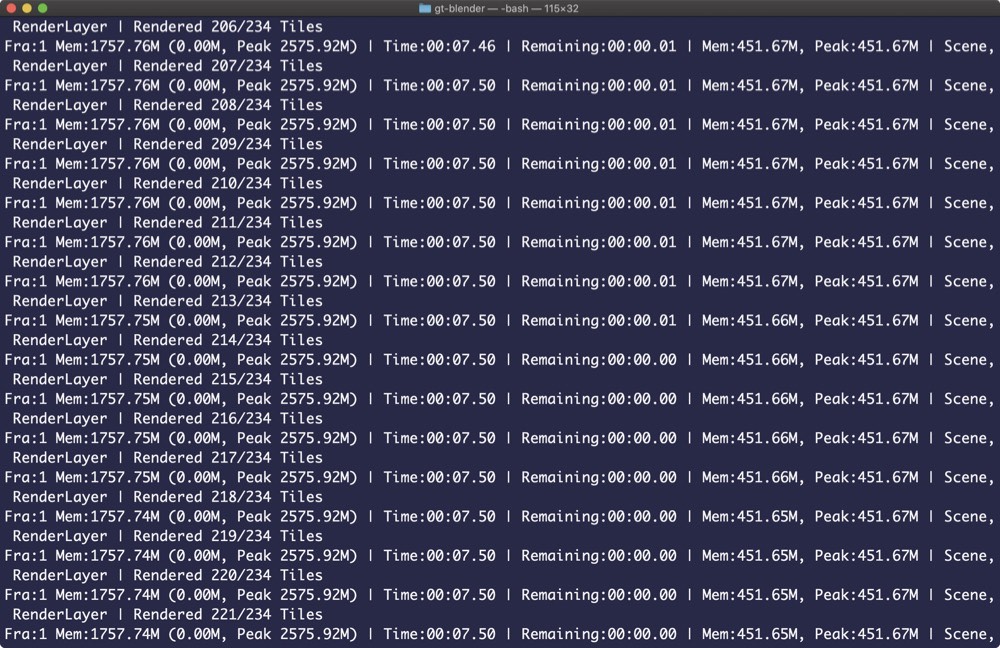 gt-blender — -bash — 115×32
RenderLayer | Rendered 206/234 Tiles
Fra:1 Mem:1757.76M (0.00M, Peak 2575.92M) | Time:00:07.46 | Remaining:00:00.01 | Mem:451.67M, Peak:451.67M | Scene,
RenderLayer | Rendered 207/234 Tiles
Fra:1 Mem:1757.76M (0.00M, Peak 2575.92M) | Time:00:07.50 | Remaining:00:00.01 | Mem:451.67M, Peak:451.67M | Scene,
RenderLayer | Rendered 208/234 Tiles
Fra:1 Mem:1757.76M (0.00M, Peak 2575.92M) | Time:00:07.50 | Remaining:00:00.01 | Mem:451.67M, Peak:451.67M | Scene,
RenderLayer | Rendered 209/234 Tiles
Fra:1 Mem:1757.76M (0.00M, Peak 2575.92M) | Time:00:07.50 | Remaining:00:00.01 | Mem:451.67M, Peak:451.67M | Scene,
RenderLayer | Rendered 210/234 Tiles
Fra:1 Mem:1757.76M (0.00M, Peak 2575.92M) | Time:00:07.50 | Remaining:00:00.01 | Mem:451.67M, Peak:451.67M | Scene,
RenderLayer | Rendered 211/234 Tiles
Fra:1 Mem:1757.76M (0.00M, Peak 2575.92M) | Time:00:07.50 | Remaining:00:00.01 | Mem:451.67M, Peak:451.67M | Scene,
RenderLayer | Rendered 212/234 Tiles
Fra:1 Mem:1757.76M (0.00M, Peak 2575.92M) | Time:00:07.50 | Remaining:00:00.01 | Mem:451.67M, Peak:451.67M | Scene,
RenderLayer | Rendered 213/234 Tiles
Fra:1 Mem:1757.75M (0.00M, Peak 2575.92M) | Time:00:07.50 | Remaining:00:00.01 | Mem:451.66M, Peak:451.67M | Scene,
RenderLayer | Rendered 214/234 Tiles
Fra:1 Mem:1757.75M (0.00M, Peak 2575.92M) | Time:00:07.50 | Remaining:00:00.00 | Mem:451.66M, Peak:451.67M | Scene,
RenderLayer | Rendered 215/234 Tiles
Fra:1 Mem:1757.75M (0.00M, Peak 2575.92M) | Time:00:07.50 | Remaining:00:00.00 | Mem:451.66M, Peak:451.67M | Scene,
RenderLayer | Rendered 216/234 Tiles
Fra:1 Mem:1757.75M (0.00M, Peak 2575.92M) | Time:00:07.50 | Remaining:00:00.00 | Mem:451.66M, Peak:451.67M | Scene,
RenderLayer | Rendered 217/234 Tiles
Fra:1 Mem:1757.75M (0.00M, Peak 2575.92M) | Time:00:07.50 | Remaining:00:00.00 | Mem:451.66M, Peak:451.67M | Scene,
RenderLayer | Rendered 218/234 Tiles
Fra:1 Mem:1757.74M (0.00M, Peak 2575.92M) | Time:00:07.50 | Remaining:00:00.00 | Mem:451.65M, Peak:451.67M | Scene,
RenderLayer | Rendered 219/234 Tiles
Fra:1 Mem:1757.74M (0.00M, Peak 2575.92M) | Time:00:07.50 | Remaining:00:00.00 | Mem:451.65M, Peak:451.67M | Scene,
RenderLayer | Rendered 220/234 Tiles
Fra:1 Mem:1757.74M (0.00M, Peak 2575.92M) | Time:00:07.50 | Remaining:00:00.00 | Mem:451.65M, Peak:451.67M | Scene,
RenderLayer | Rendered 221/234 Tiles
Fra:1 Mem:1757.74M (0.00M, Peak 2575.92M) | Time:00:07.50 | Remaining:00:00.00 | Mem:451.65M, Peak:451.67M | Scene,